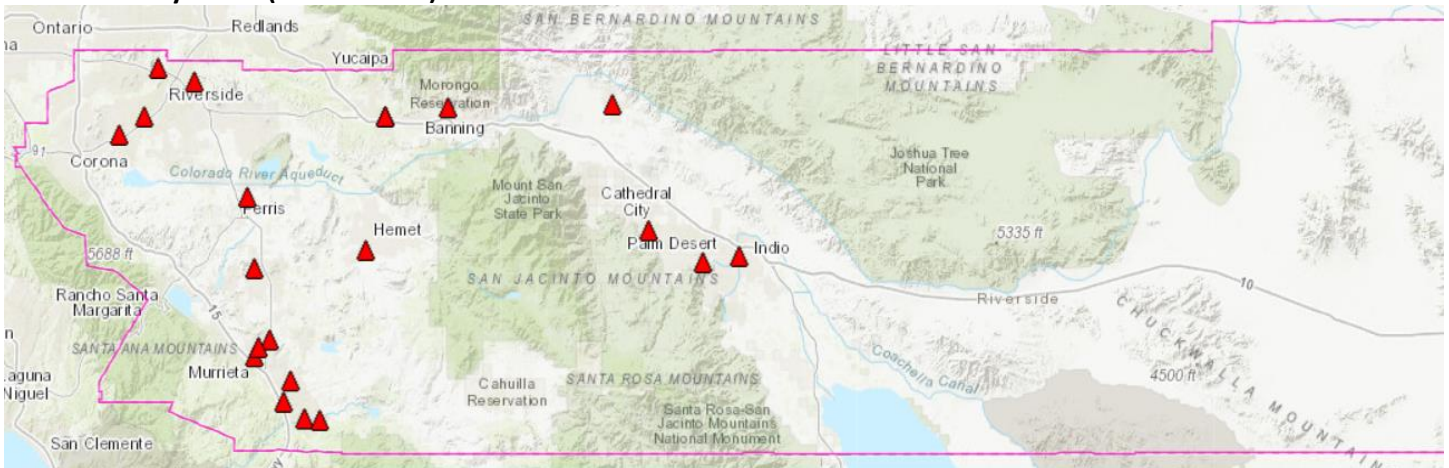 SAN BERNARDINO MOUNTAINS
Ontario
Redlands
Yucaipa
LITTLE SAN
BERNARDINO
MOUNTAINS
Riverside
Morongo
Reservation
Banning
91
Corona
Colorado River Aqueduct
Joshua Tree
National
Park
Mount San
Jacinto
State Park
Cathedral
City
Perris
Hemet
5688 ft
Palm Desert
Indio
5335 ft
SAN JACINTO MOUNTAINS
10
Rancho Santa
Margarita
15
Riverside
CHUCKWALLA MOUNTAIN
SANTA ANA MOUNTAINS
Murrieta
Coachella Canal
4500 ft
Laguna
Niguel
Cahuilla
Reservation
SANTA ROSA MOUNTAINS
Santa Rosa-San
Jacinto Mountains
National Monument
San Clemente